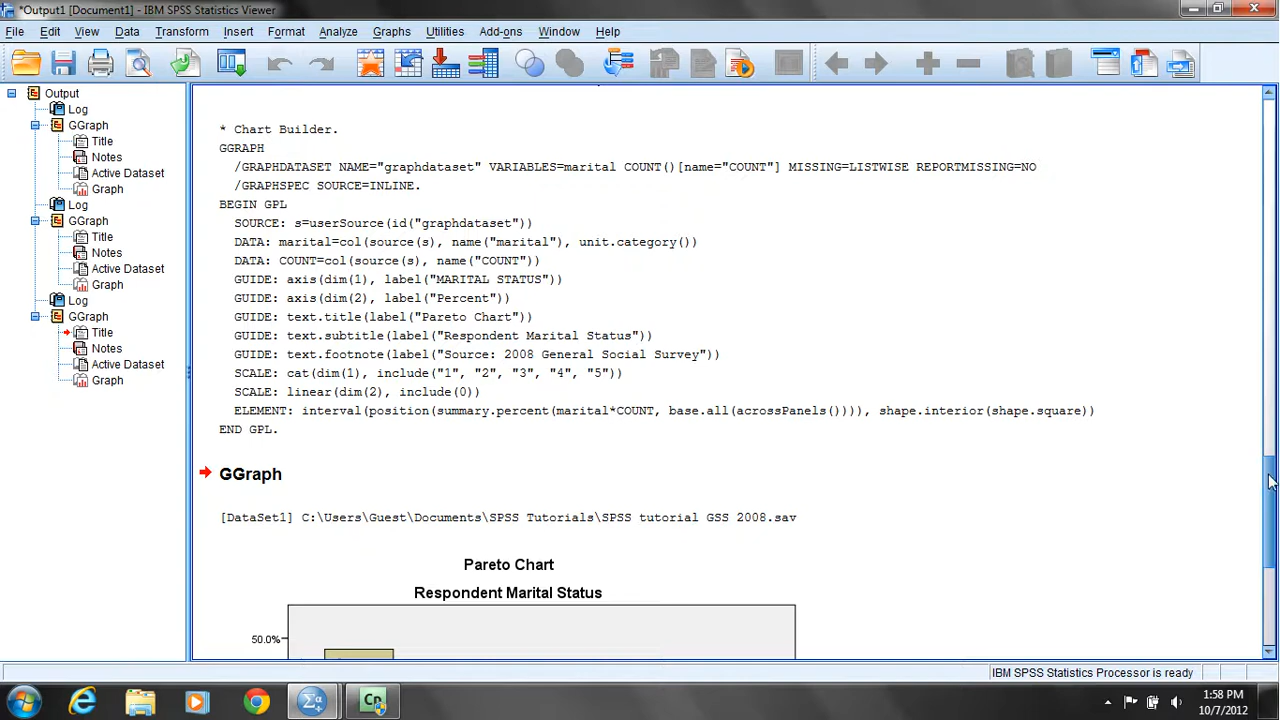 *Output1 [Document1] - IBM SPSS Statistics Viewer
File Edit View Data Transform Insert Format Analyze Graphs Utilities Add-ons Window Help
Output
Log
GGraph
Title
Notes
Active Dataset
Graph
Log
GGraph
Title
Notes
Active Dataset
Graph
Log
GGraph
Title
Notes
Active Dataset
Graph
* Chart Builder.
GGRAPH
/GRAPHDATASET NAME="graphdataset" VARIABLES=marital COUNT()[name="COUNT"] MISSING=LISTWISE REPORTMISSING=NO
/GRAPHSPEC SOURCE=INLINE.
BEGIN GPL
SOURCE: s=userSource(id("graphdataset"))
DATA: marital=col(source(s), name("marital"), unit.category())
DATA: COUNT=col(source(s), name("COUNT"))
GUIDE: axis(dim(1), label("MARITAL STATUS"))
GUIDE: axis(dim(2), label("Percent"))
GUIDE: text.title(label("Pareto Chart"))
GUIDE: text.subtitle(label("Respondent Marital Status"))
GUIDE: text.footnote(label("Source: 2008 General Social Survey"))
SCALE: cat(dim(1), include("1", "2", "3", "4", "5"))
SCALE: linear(dim(2), include(0))
ELEMENT: interval(position(summary.percent(marital*COUNT, base.all(acrossPanels()))), shape.interior(shape.square))
END GPL.
GGraph
[DataSet1] C:\Users\Guest\Documents\SPSS Tutorials\SPSS tutorial GSS 2008.sav
Pareto Chart
Respondent Marital Status
50.0%
IBM SPSS Statistics Processor is ready
Cp
1:58 PM
10/7/2012